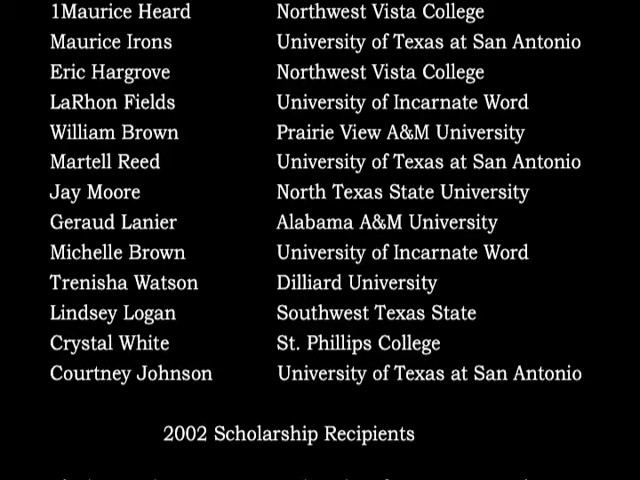 1Maurice Heard Northwest Vista College
Maurice Irons University of Texas at San Antonio
Eric Hargrove Northwest Vista College
LaRhon Fields University of Incarnate Word
William Brown Prairie View A&M University
Martell Reed University of Texas at San Antonio
Jay Moore North Texas State University
Geraud Lanier Alabama A&M University
Michelle Brown University of Incarnate Word
Trenisha Watson Dilliard University
Lindsey Logan Southwest Texas State
Crystal White St. Phillips College
Courtney Johnson University of Texas at San Antonio
2002 Scholarship Recipients